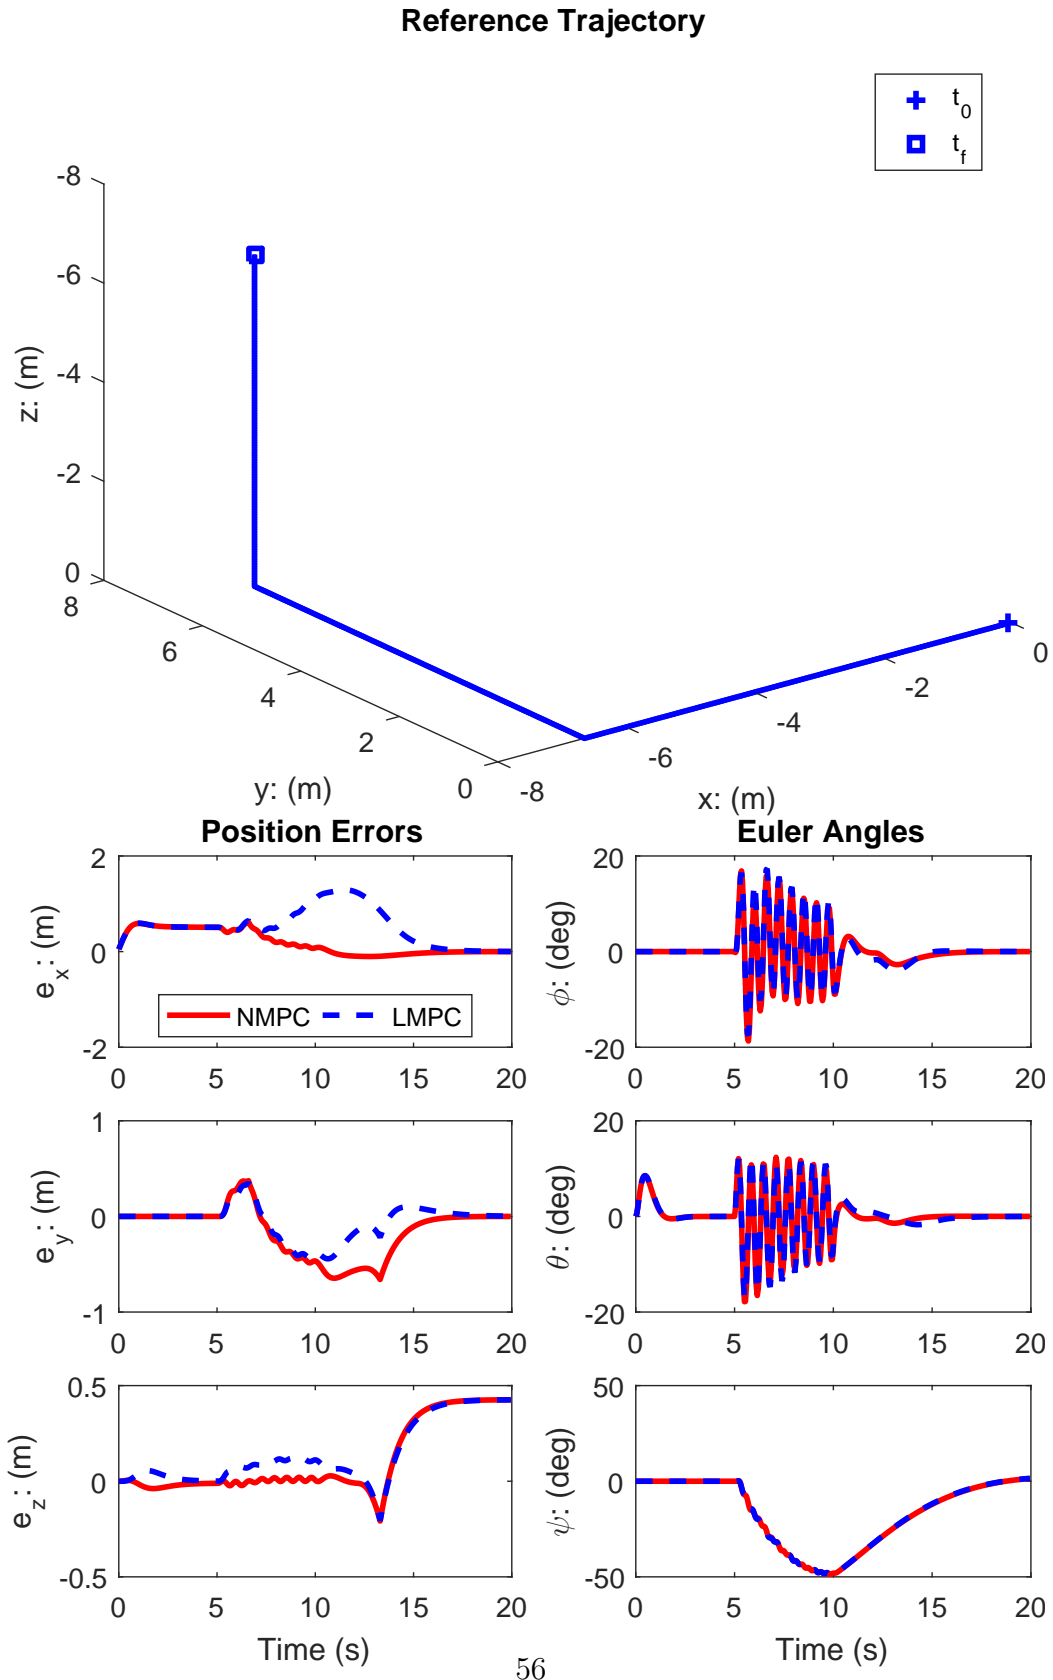 Reference Trajectory
t_0
t_f
-8
-6
-4
-2
0
z: (m)
8
6
4
2
0
y: (m)
-8
-6
-4
-2
0
x: (m)
Position Errors
2
0
-2
e_x: (m)
NMPC
LMPC
0 5 10 15 20
1
0
-1
e_y: (m)
0 5 10 15 20
0.5
0
-0.5
e_z: (m)
0 5 10 15 20
Time (s)
Euler Angles
20
0
-20
ϕ: (deg)
0 5 10 15 20
20
0
-20
θ: (deg)
0 5 10 15 20
50
0
-50
ψ: (deg)
0 5 10 15 20
Time (s)
56